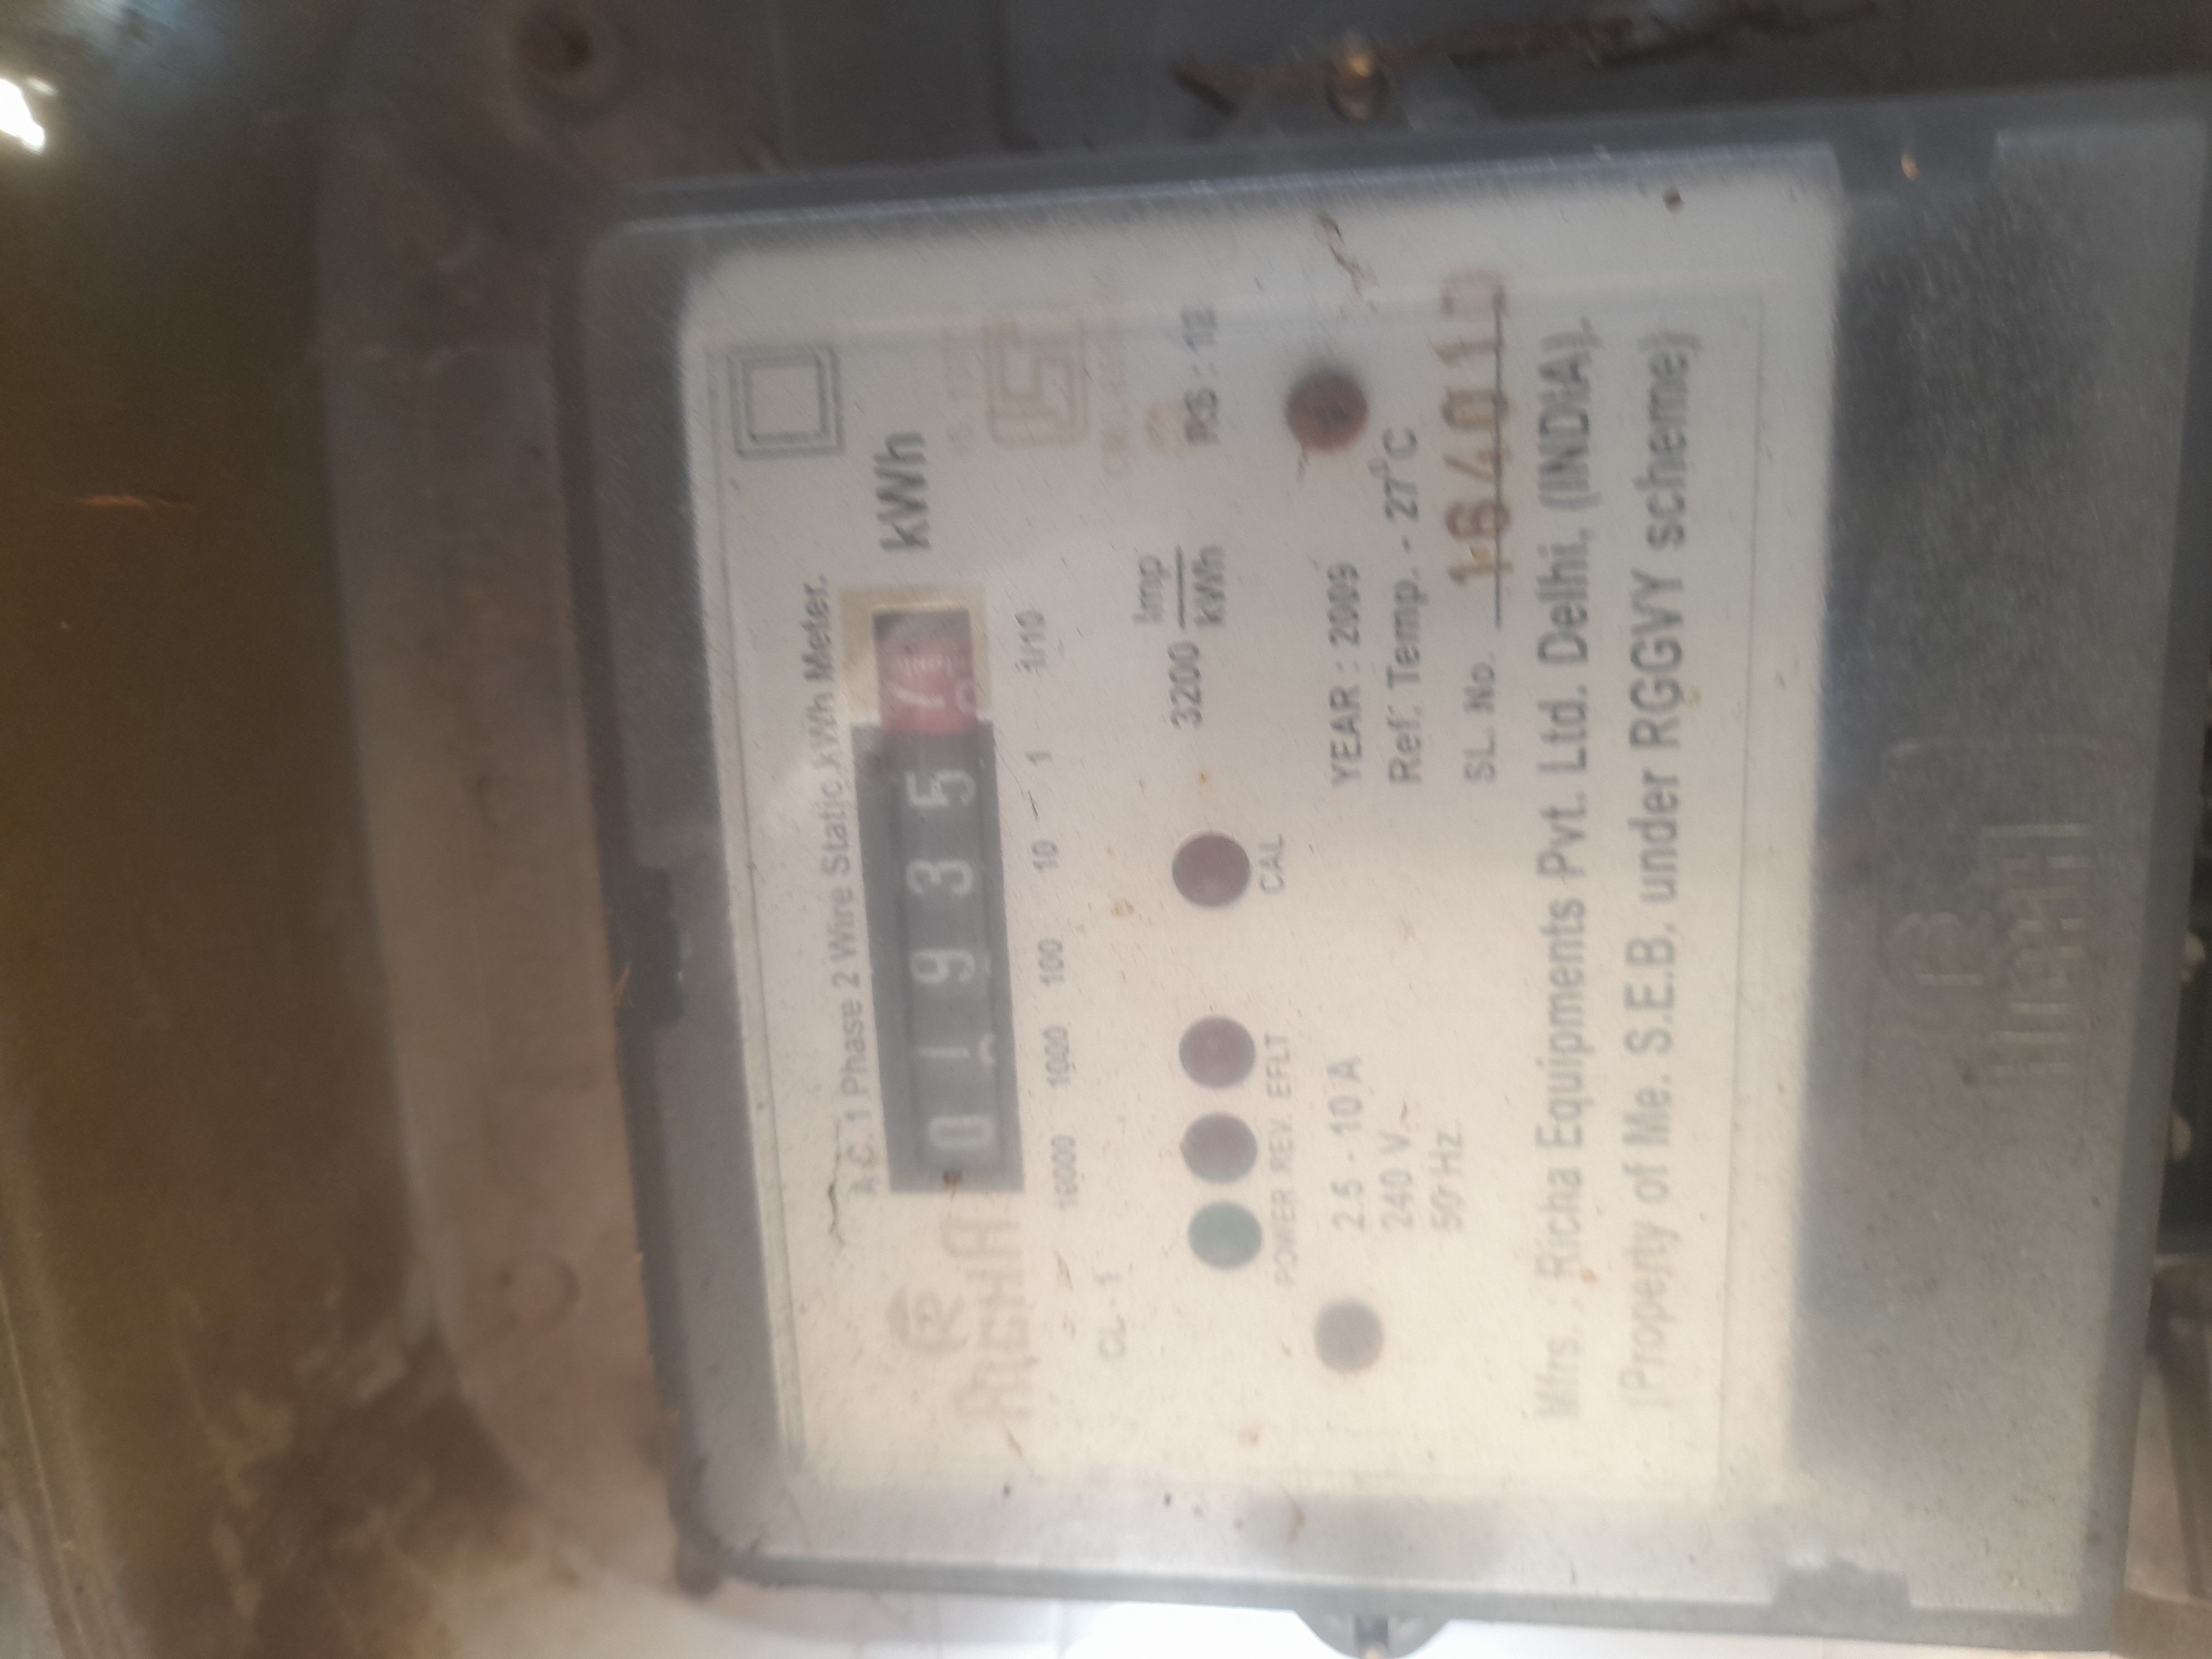 A.C. 1 Phase 2 Wire Static kWh Meter.
RICHA
0 1 9 3 5 7 kWh
10000 1000 100 10 1 1/10
CL-1
3200 Imp
kWh
POWER REV. EFLT CAL
2.5 - 10 A
240 V.
50 Hz.
YEAR : 2009
Ref. Temp. - 27°C
SL. No.
Mfrs. : Richa Equipments Pvt. Ltd. Delhi. (INDIA).
(Property of Me. S.E.B. under RGGVY scheme)